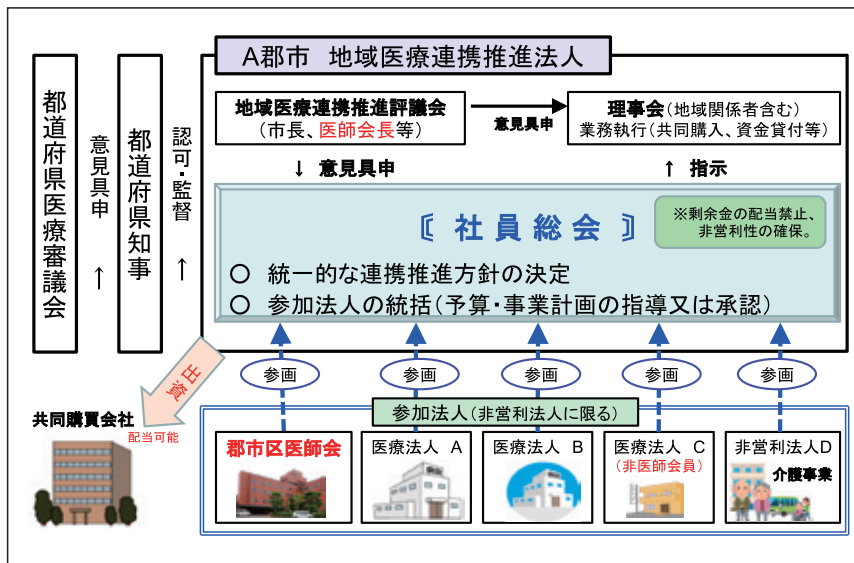 A郡市 地域医療連携推進法人
都道府県医療審議会
意見具申
↑
都道府県知事
認可・監督
↑
地域医療連携推進評議会
(市長、医師会長等)
意見具申
理事会(地域関係者含む)
業務執行(共同購入、資金貸付等)
↓ 意見具申
↑ 指示
〘 社 員 総 会 〙
※剰余金の配当禁止、
非営利性の確保。
○ 統一的な連携推進方針の決定
○ 参加法人の統括(予算・事業計画の指導又は承認)
参画
参画
参画
参画
参画
出資
共同購買会社
配当可能
参加法人(非営利法人に限る)
郡市区医師会
医療法人 A
医療法人 B
医療法人 C
(非医師会員)
非営利法人D
介護事業